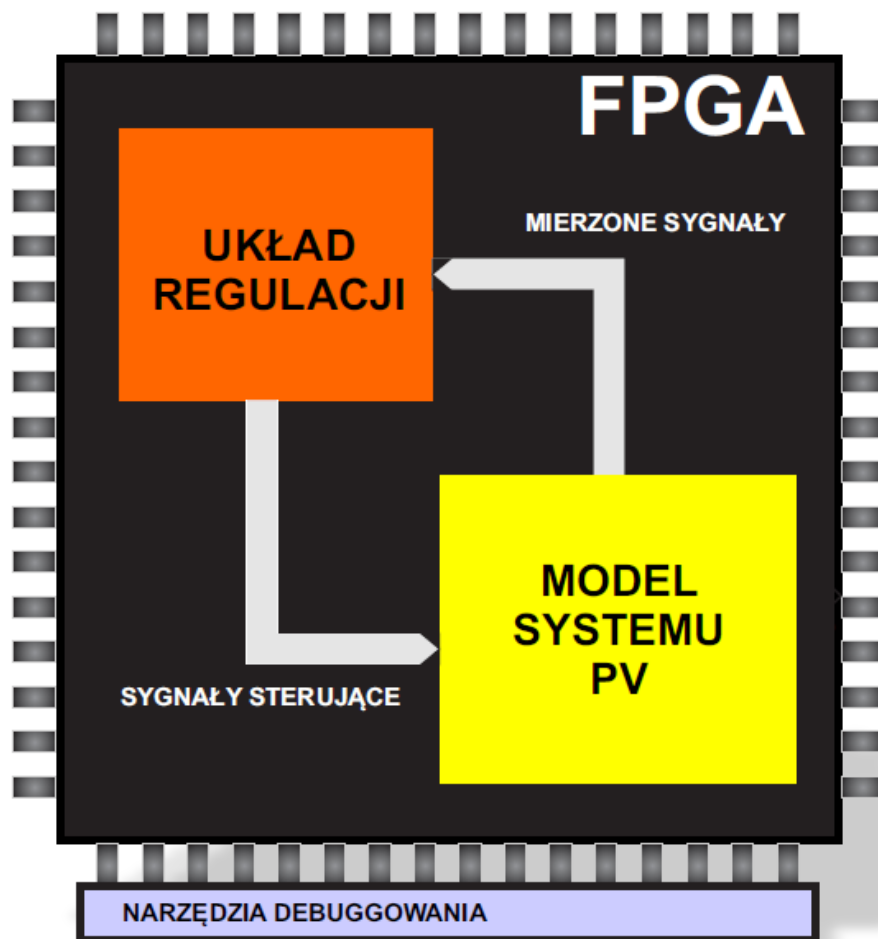 FPGA
UKŁAD
REGULACJI
MIERZONE SYGNAŁY
MODEL
SYSTEMU
PV
SYGNAŁY STERUJĄCE
NARZĘDZIA DEBUGGOWANIA